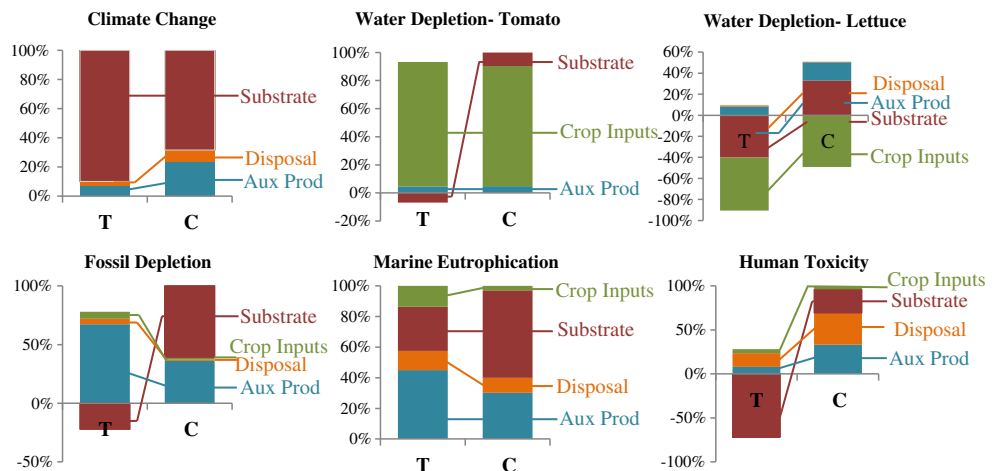 Climate Change
100%
80%
60%
40%
20%
0%
Substrate
Disposal
Aux Prod
T
C
Water Depletion- Tomato
100%
80%
60%
40%
20%
0%
-20%
Substrate
Crop Inputs
Aux Prod
T
C
Water Depletion- Lettuce
60%
40%
20%
0%
-20%
-40%
-60%
-80%
-100%
Disposal
Aux Prod
Substrate
Crop Inputs
T
C
Fossil Depletion
100%
50%
0%
-50%
Substrate
Crop Inputs
Disposal
Aux Prod
T
C
Marine Eutrophication
100%
80%
60%
40%
20%
0%
Crop Inputs
Substrate
Disposal
Aux Prod
T
C
Human Toxicity
100%
50%
0%
-50%
-100%
Crop Inputs
Substrate
Disposal
Aux Prod
T
C